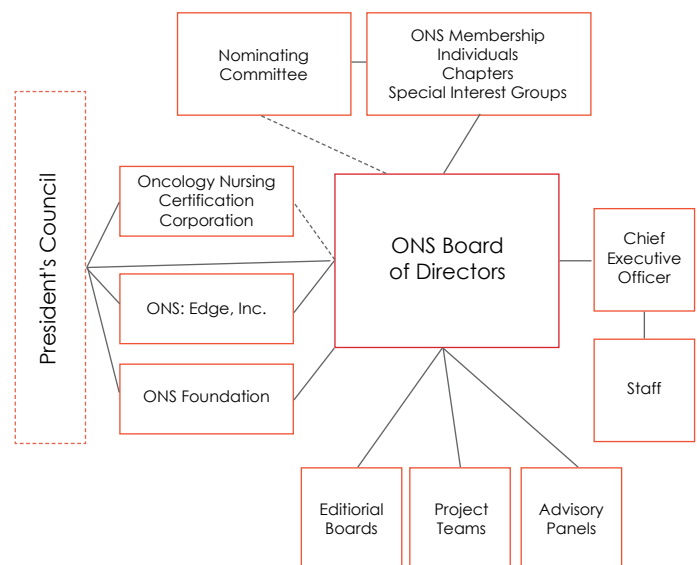 Nominating
Committee
ONS Membership
Individuals
Chapters
Special Interest Groups
President's Council
Oncology Nursing
Certification
Corporation
ONS: Edge, Inc.
ONS Foundation
ONS Board
of Directors
Chief
Executive
Officer
Staff
Editorial
Boards
Project
Teams
Advisory
Panels